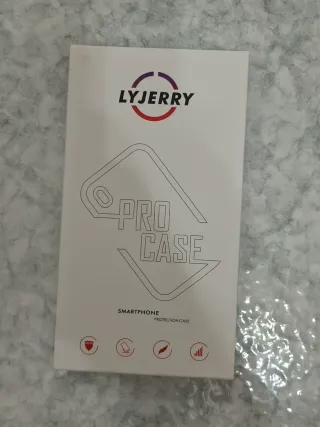 LYJERRY
PRO
CASE
SMARTPHONE
PROTECTION CASE